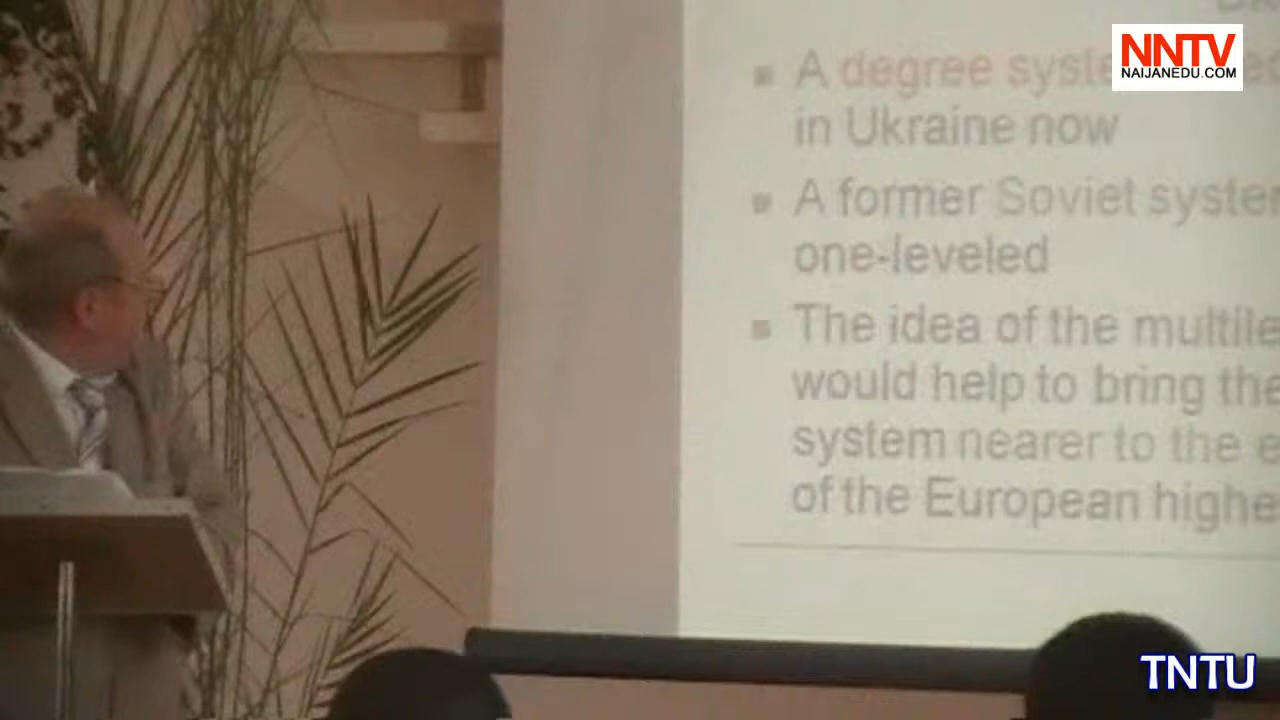 NNTV
NAIJANEDU.COM
A degree syste
in Ukraine now
A former Soviet syste
one-leveled
The idea of the multile
would help to bring the
system nearer to the e
of the European highe
TNTU